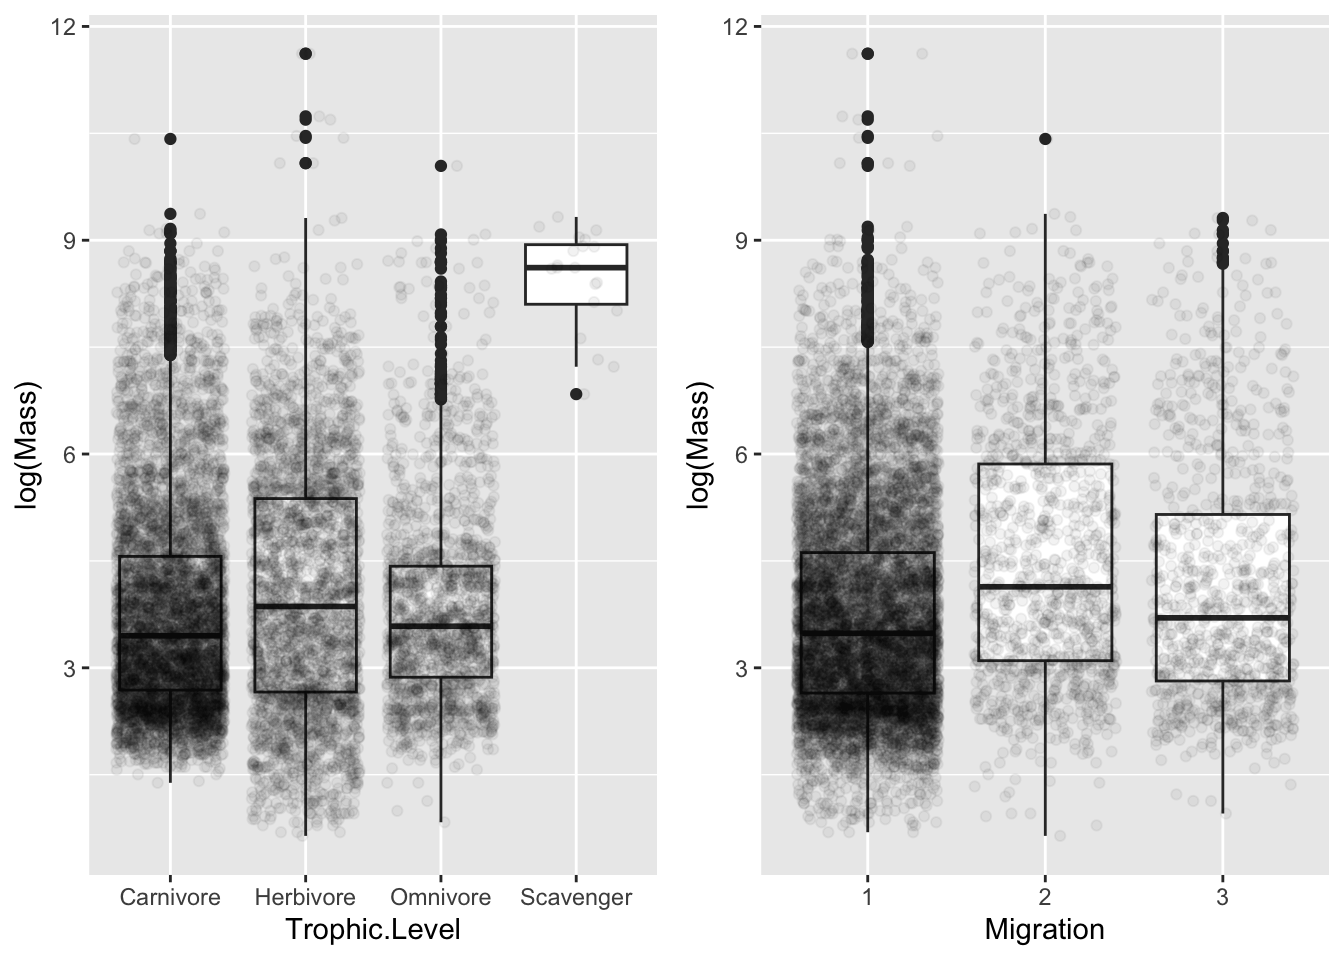 12
9
6
3
log(Mass)
Carnivore Herbivore Omnivore Scavenger
Trophic.Level
12
9
6
3
log(Mass)
1 2 3
Migration